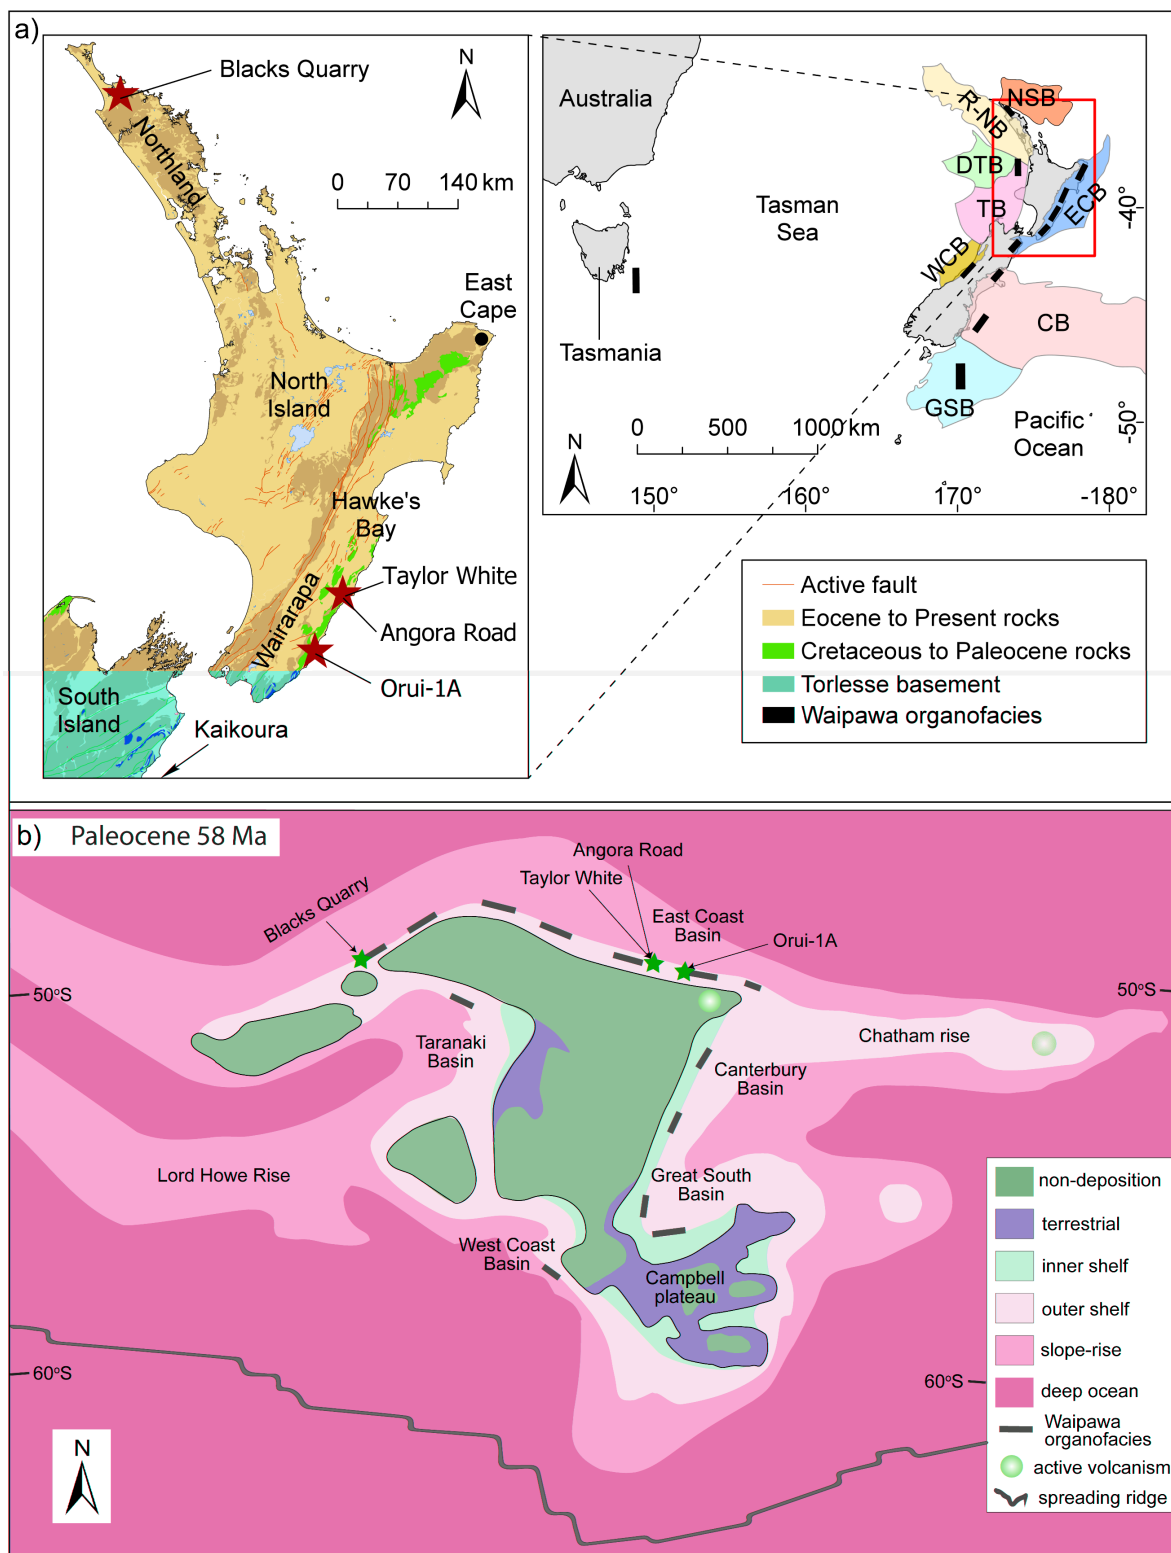 a)
Blacks Quarry
N
0 70 140 km
Northland
East
Cape
North
Island
Hawke's
Bay
Taylor White
Wairarapa
Angora Road
Orui-1A
South
Island
Kaikoura
Australia
R-NB
NSB
DTB
TB
ECB
WCB
CB
GSB
Tasman
Sea
Tasmania
Pacific
Ocean
N
0 500 1000 km
-40°
-50°
150° 160° 170° -180°
Active fault
Eocene to Present rocks
Cretaceous to Paleocene rocks
Torlesse basement
Waipawa organofacies
b) Paleocene 58 Ma
Angora Road
Taylor White
Blacks Quarry
East Coast
Basin
Orui-1A
50°S
50°S
Taranaki
Basin
Chatham rise
Canterbury
Basin
Lord Howe Rise
Great South
Basin
West Coast
Basin
Campbell
plateau
60°S
60°S
N
non-deposition
terrestrial
inner shelf
outer shelf
slope-rise
deep ocean
Waipawa
organofacies
active volcanism
spreading ridge